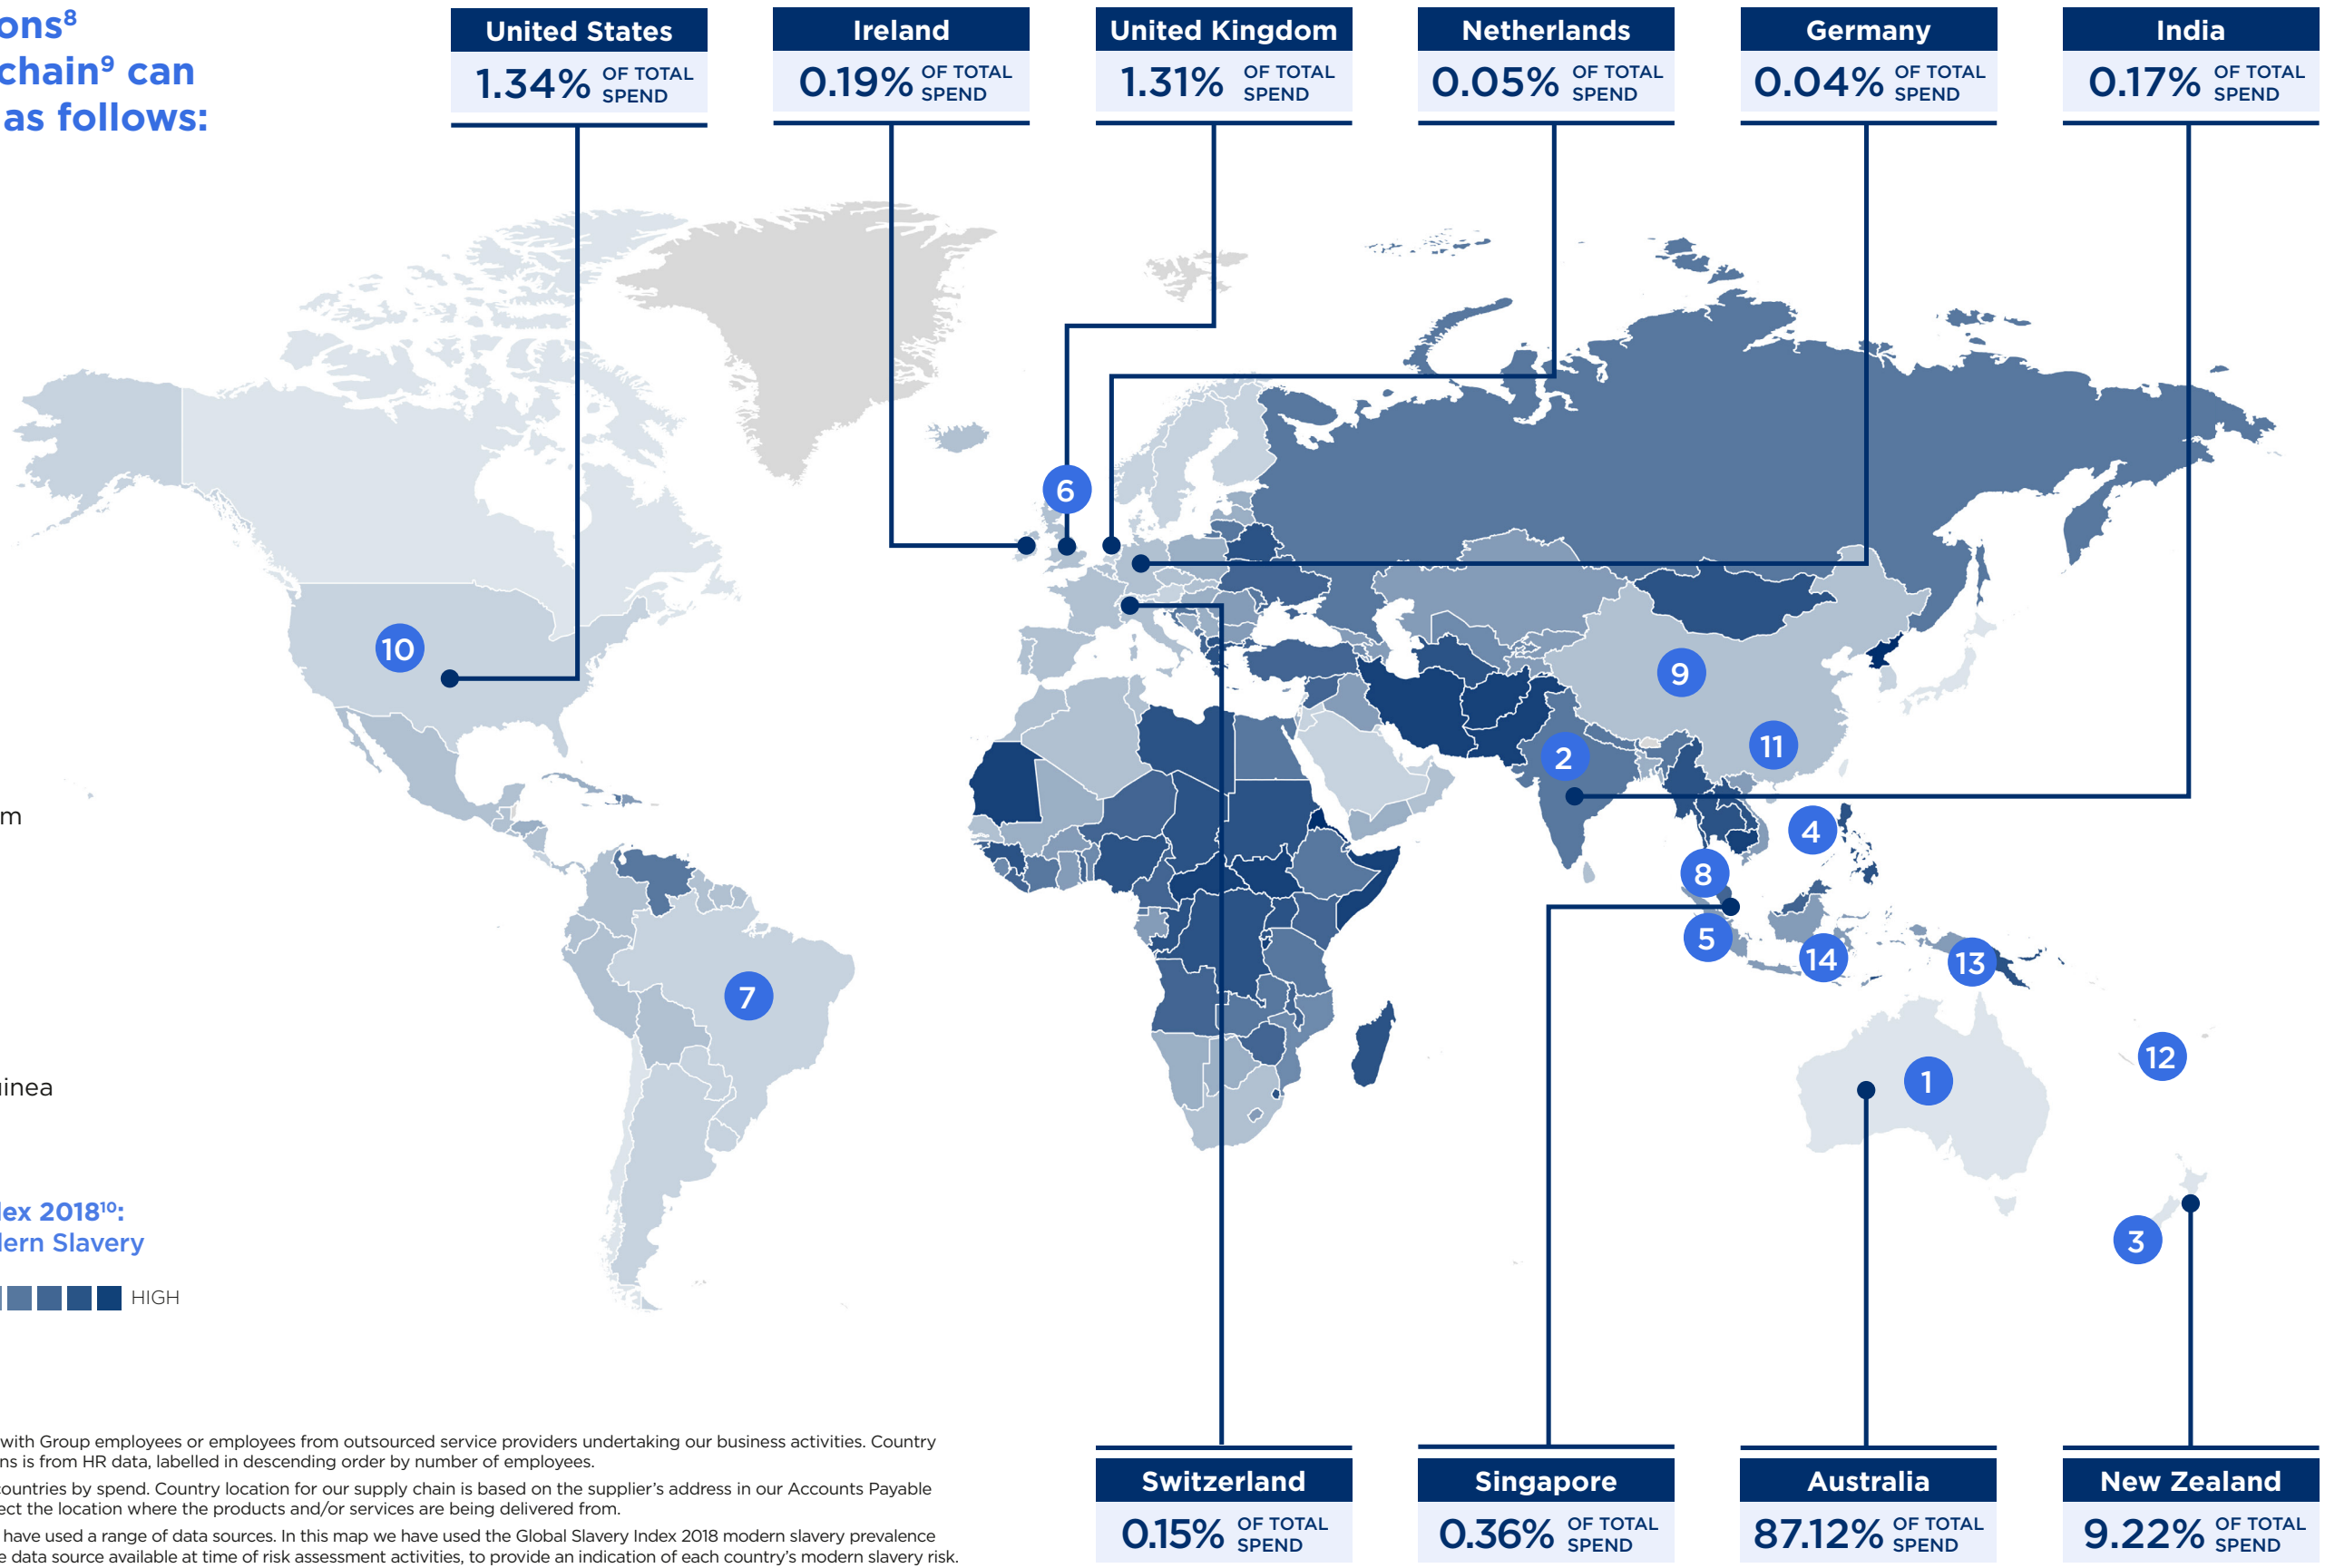 ons⁸
chain⁹ can
as follows:
United States
1.34% OF TOTAL SPEND
Ireland
0.19% OF TOTAL SPEND
United Kingdom
1.31% OF TOTAL SPEND
Netherlands
0.05% OF TOTAL SPEND
Germany
0.04% OF TOTAL SPEND
India
0.17% OF TOTAL SPEND
6
10
9
11
2
4
8
5
14
13
7
12
1
3
m
inea
lex 2018¹⁰:
lern Slavery
HIGH
with Group employees or employees from outsourced service providers undertaking our business activities. Country
ns is from HR data, labelled in descending order by number of employees.
countries by spend. Country location for our supply chain is based on the supplier's address in our Accounts Payable
ect the location where the products and/or services are being delivered from.
have used a range of data sources. In this map we have used the Global Slavery Index 2018 modern slavery prevalence
e data source available at time of risk assessment activities, to provide an indication of each country's modern slavery risk.
Switzerland
0.15% OF TOTAL SPEND
Singapore
0.36% OF TOTAL SPEND
Australia
87.12% OF TOTAL SPEND
New Zealand
9.22% OF TOTAL SPEND